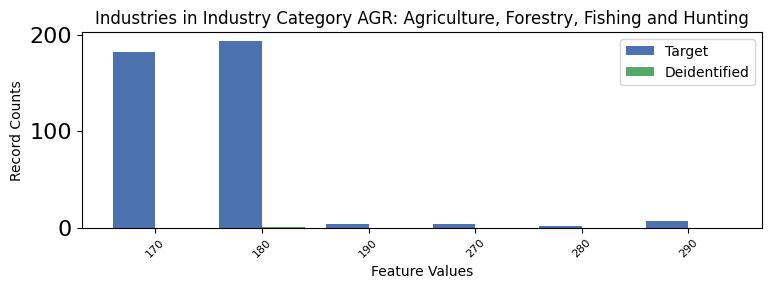 Industries in Industry Category AGR: Agriculture, Forestry, Fishing and Hunting
200
100
0
Record Counts
Target
Deidentified
170
180
190
270
280
290
Feature Values